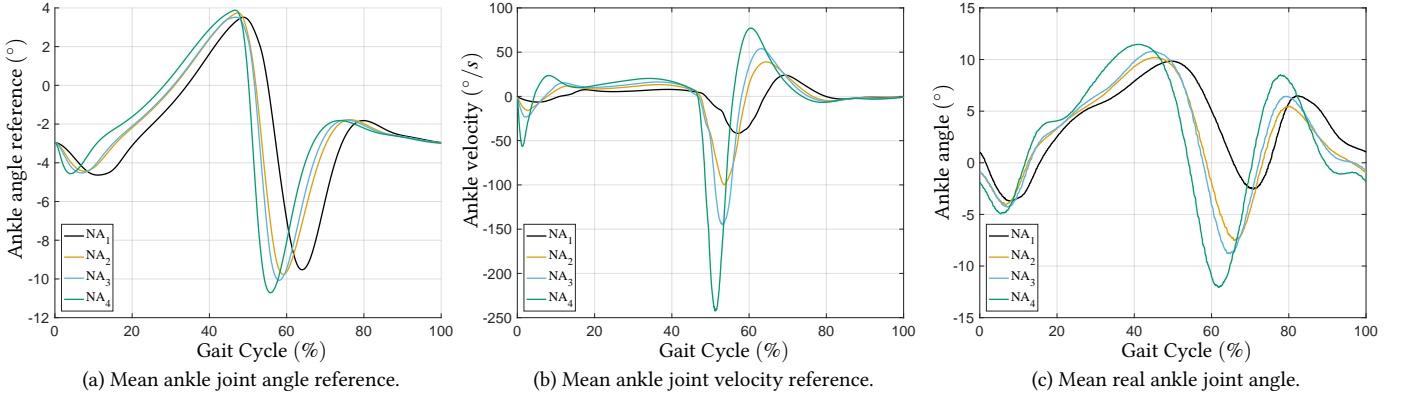 Ankle angle reference (°)
4
2
0
-2
-4
-6
-8
-10
-12
NA1
NA2
NA3
NA4
0 20 40 60 80 100
Gait Cycle (%)
(a) Mean ankle joint angle reference.
Ankle velocity (°/s)
100
50
0
-50
-100
-150
-200
-250
NA1
NA2
NA3
NA4
0 20 40 60 80 100
Gait Cycle (%)
(b) Mean ankle joint velocity reference.
Ankle angle (°)
15
10
5
0
-5
-10
-15
NA1
NA2
NA3
NA4
0 20 40 60 80 100
Gait Cycle (%)
(c) Mean real ankle joint angle.